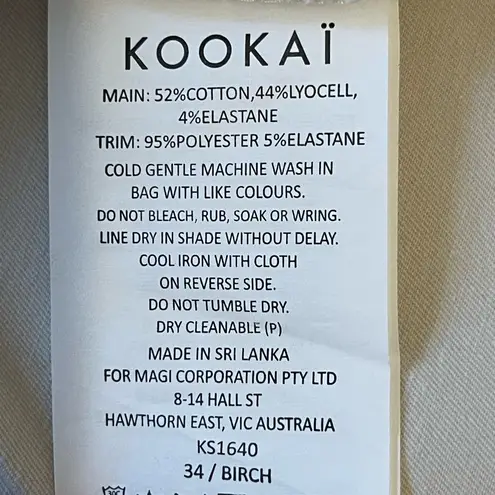 KOOKAÏ
MAIN: 52%COTTON,44%LYOCELL,
4%ELASTANE
TRIM: 95%POLYESTER 5%ELASTANE
COLD GENTLE MACHINE WASH IN
BAG WITH LIKE COLOURS.
DO NOT BLEACH, RUB, SOAK OR WRING.
LINE DRY IN SHADE WITHOUT DELAY.
COOL IRON WITH CLOTH
ON REVERSE SIDE.
DO NOT TUMBLE DRY.
DRY CLEANABLE (P)
MADE IN SRI LANKA
FOR MAGI CORPORATION PTY LTD
8-14 HALL ST
HAWTHORN EAST, VIC AUSTRALIA
KS1640
34 / BIRCH